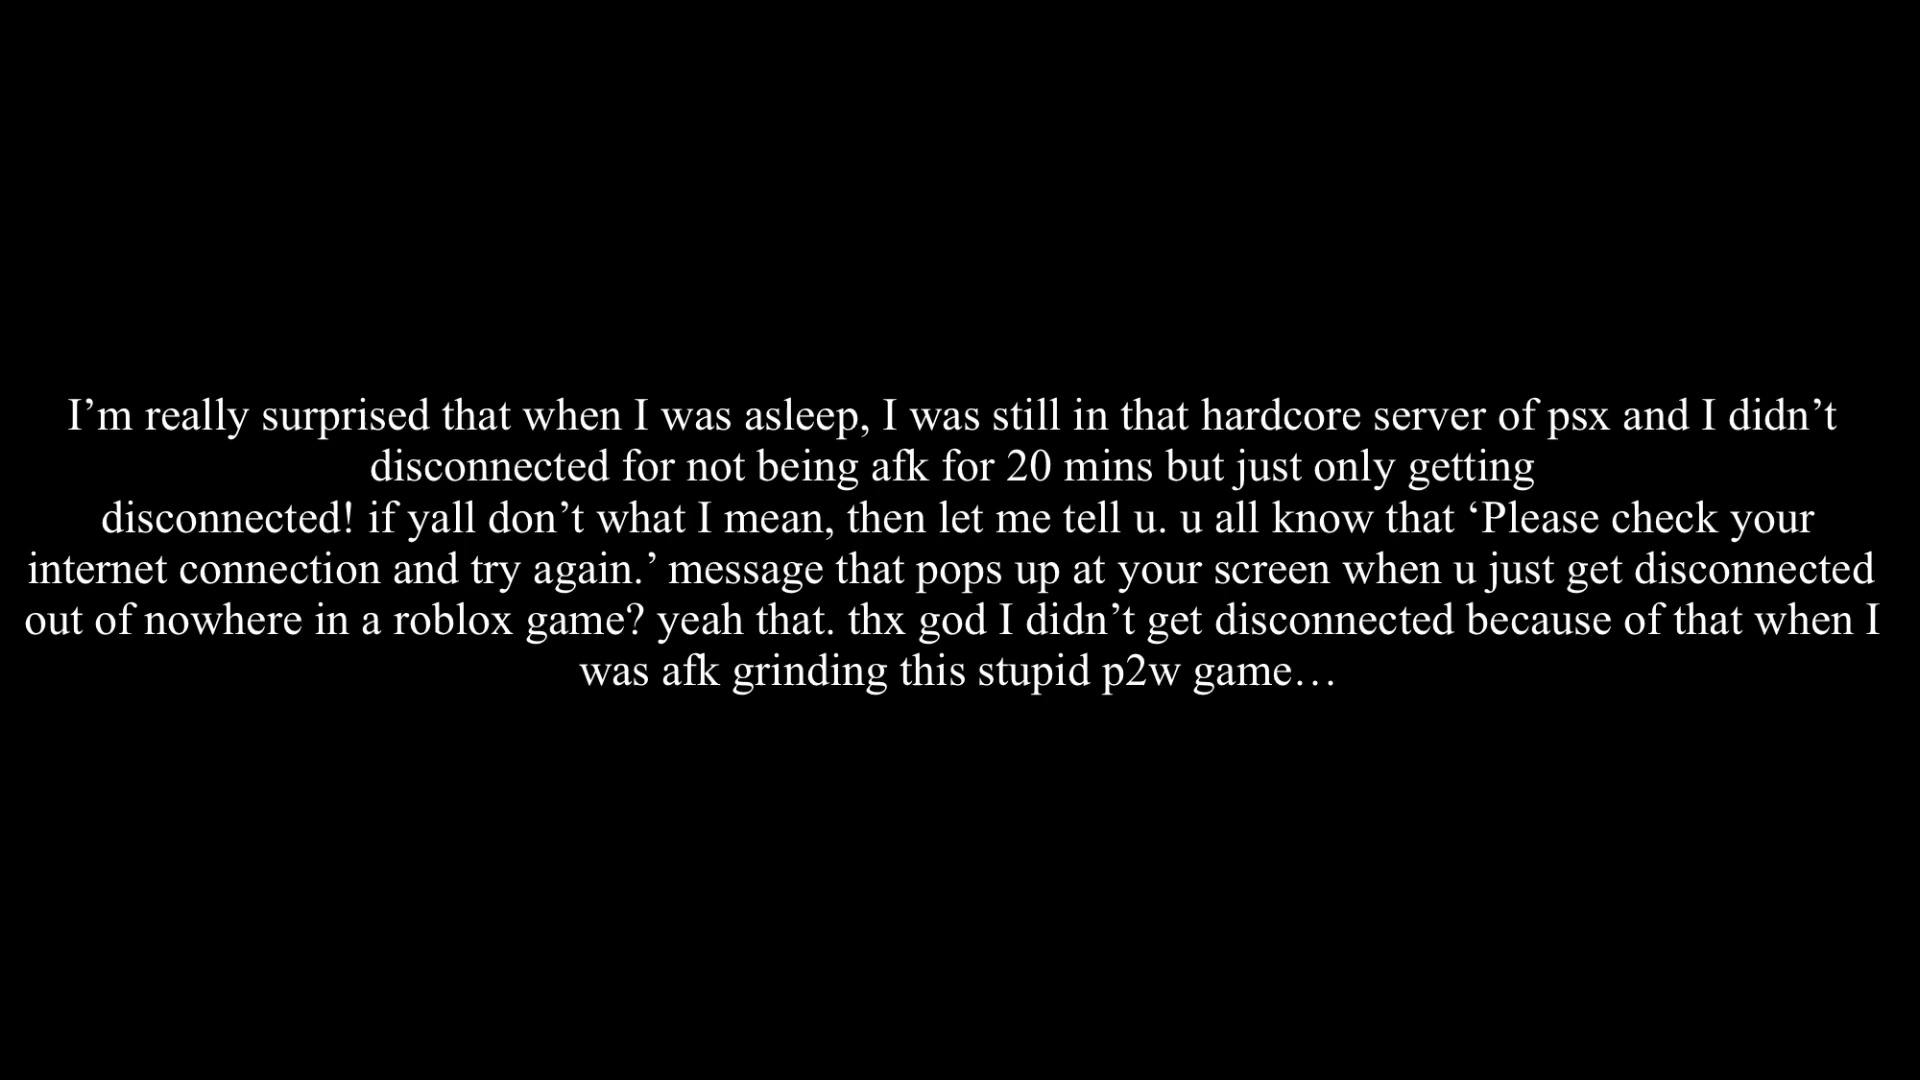 I’m really surprised that when I was asleep, I was still in that hardcore server of psx and I didn’t
disconnected for not being afk for 20 mins but just only getting
disconnected! if yall don’t what I mean, then let me tell u. u all know that ‘Please check your
internet connection and try again.’ message that pops up at your screen when u just get disconnected
out of nowhere in a roblox game? yeah that. thx god I didn’t get disconnected because of that when I
was afk grinding this stupid p2w game…